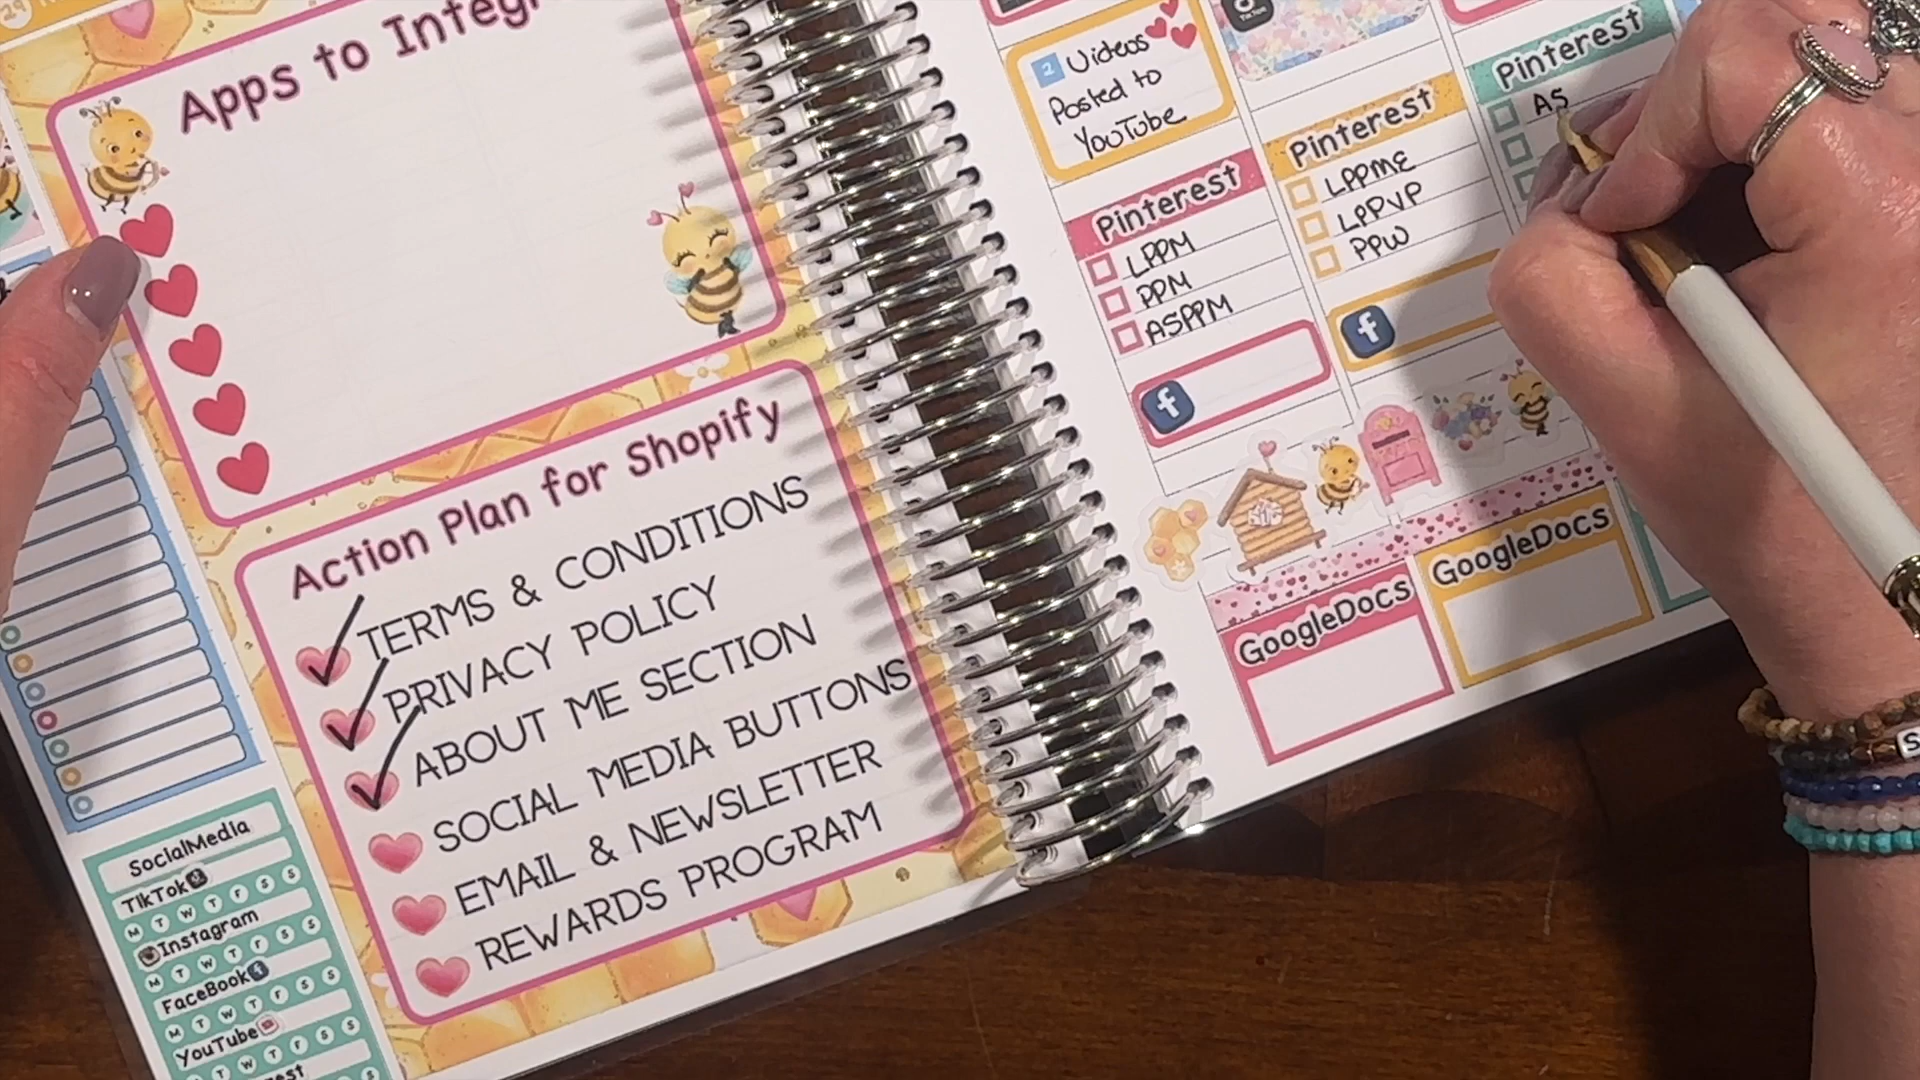 Apps to Integr
Action Plan for Shopify
TERMS & CONDITIONS
PRIVACY POLICY
ABOUT ME SECTION
SOCIAL MEDIA BUTTONS
EMAIL & NEWSLETTER
REWARDS PROGRAM
SocialMedia
TikTok
M T W T F S S
Instagram
M T W T F S S
FaceBook
M T W T F S S
YouTube
T W T F S S
est
2 Videos
Posted to
YouTube
Pinterest
LPPM
PPM
ASPPM
Pinterest
LPPME
LPPVP
PPW
Pinterest
AS
GoogleDocs
GoogleDocs